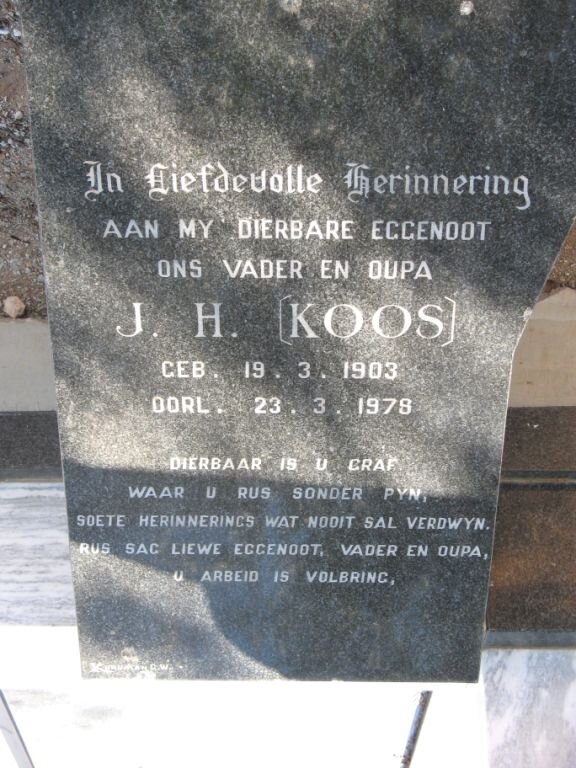 In Liefdevolle Herinnering
AAN MY DIERBARE EGGENOOT
ONS VADER EN OUPA
J. H. (KOOS)
GEB. 19. 3. 1903
OORL. 23. 3. 1978
DIERBAAR IS U GRAF
WAAR U RUS SONDER PYN,
SOETE HERINNERINGS WAT NOOIT SAL VERDWYN.
RUS SAG LIEWE EGGENOOT, VADER EN OUPA,
U ARBEID IS VOLBRING,
KURUMAN G.W.